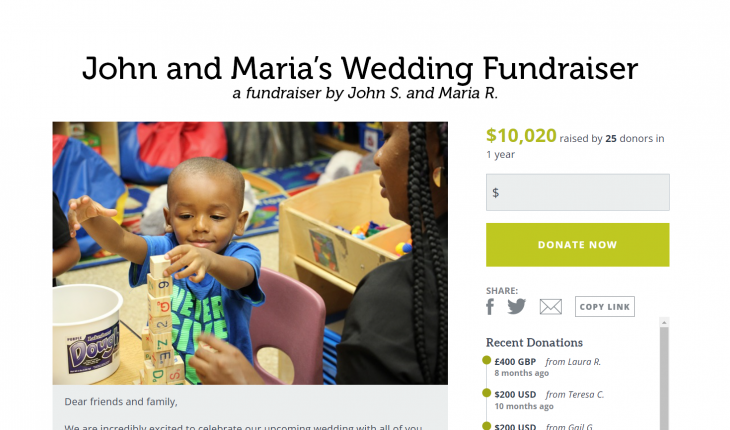 John and Maria's Wedding Fundraiser
a fundraiser by John S. and Maria R.
$10,020 raised by 25 donors in
1 year
$
DONATE NOW
SHARE:
COPY LINK
Recent Donations
£400 GBP from Laura R.
8 months ago
$200 USD from Teresa C.
10 months ago
$200 USD from Gail G.
NEVER
GIVE
Dough
Dear friends and family,
We are incredibly excited to celebrate our upcoming wedding with all of you